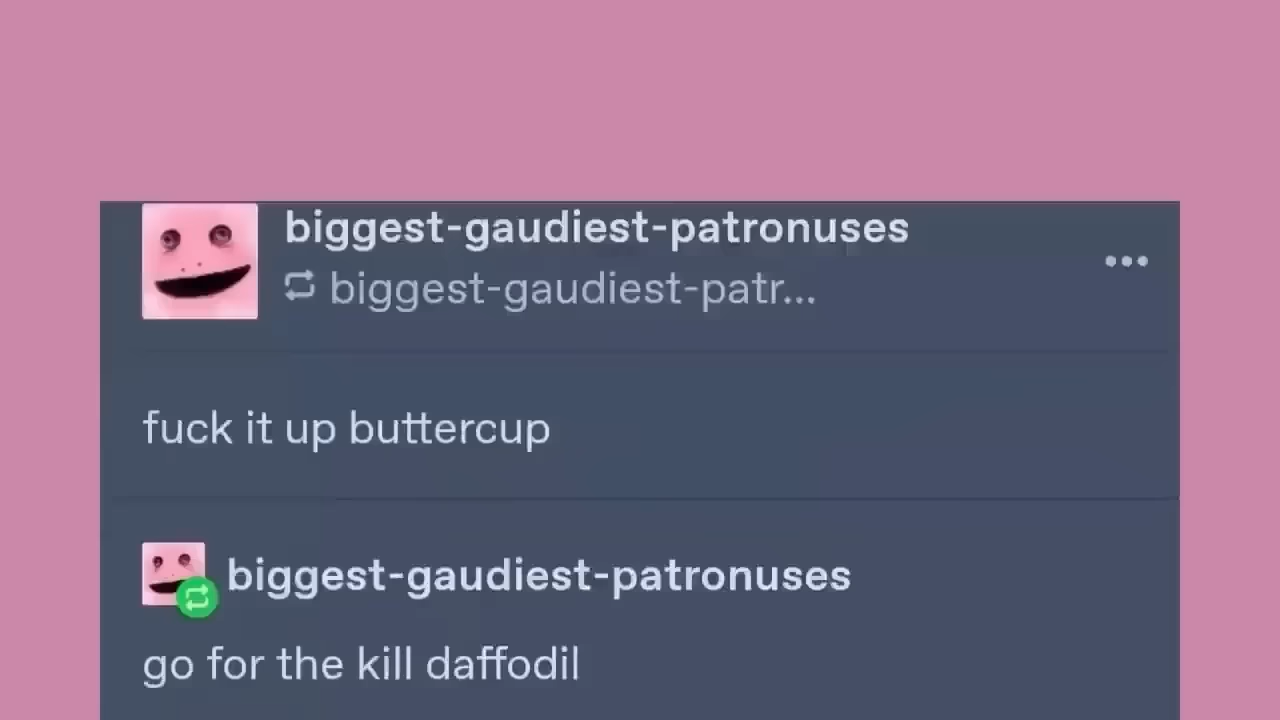 biggest-gaudiest-patronuses
biggest-gaudiest-patr...
fuck it up buttercup
biggest-gaudiest-patronuses
go for the kill daffodil